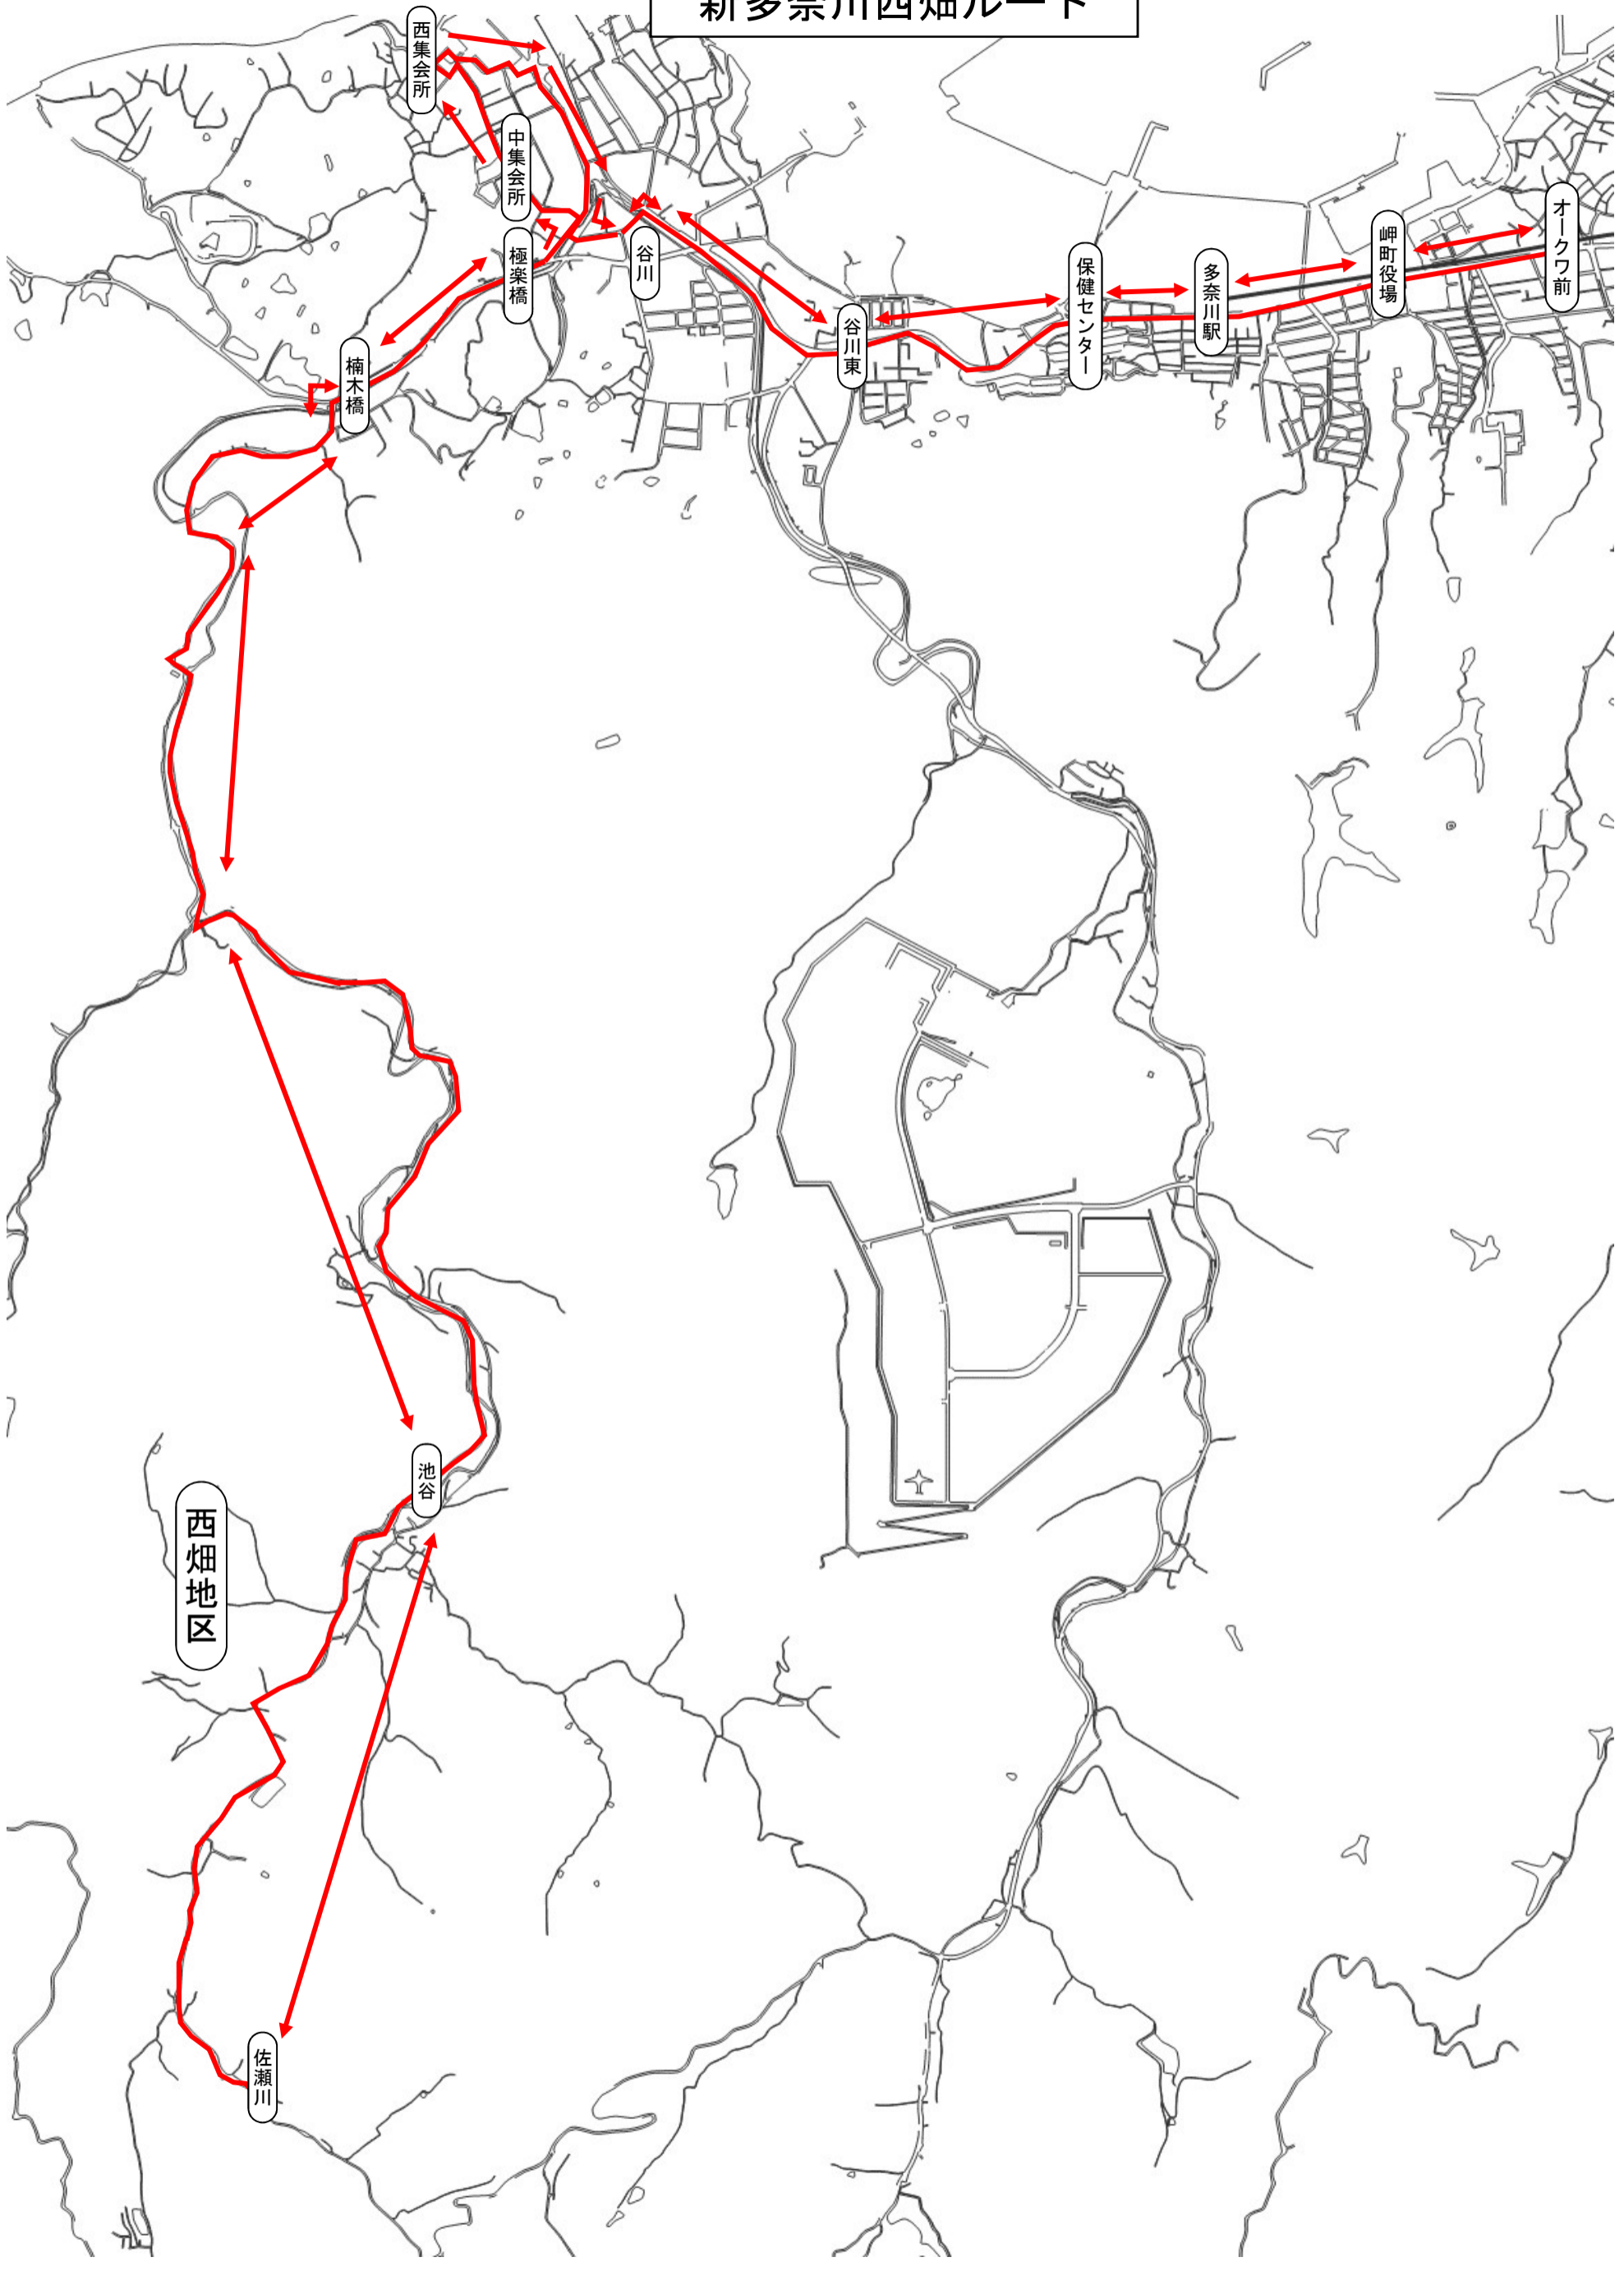 新多奈川西畑ルート
西集会所
中集会所
極楽橋
谷川
楠木橋
谷川東
保健センター
多奈川駅
岬町役場
オークワ前
池谷
西畑地区
佐瀬川